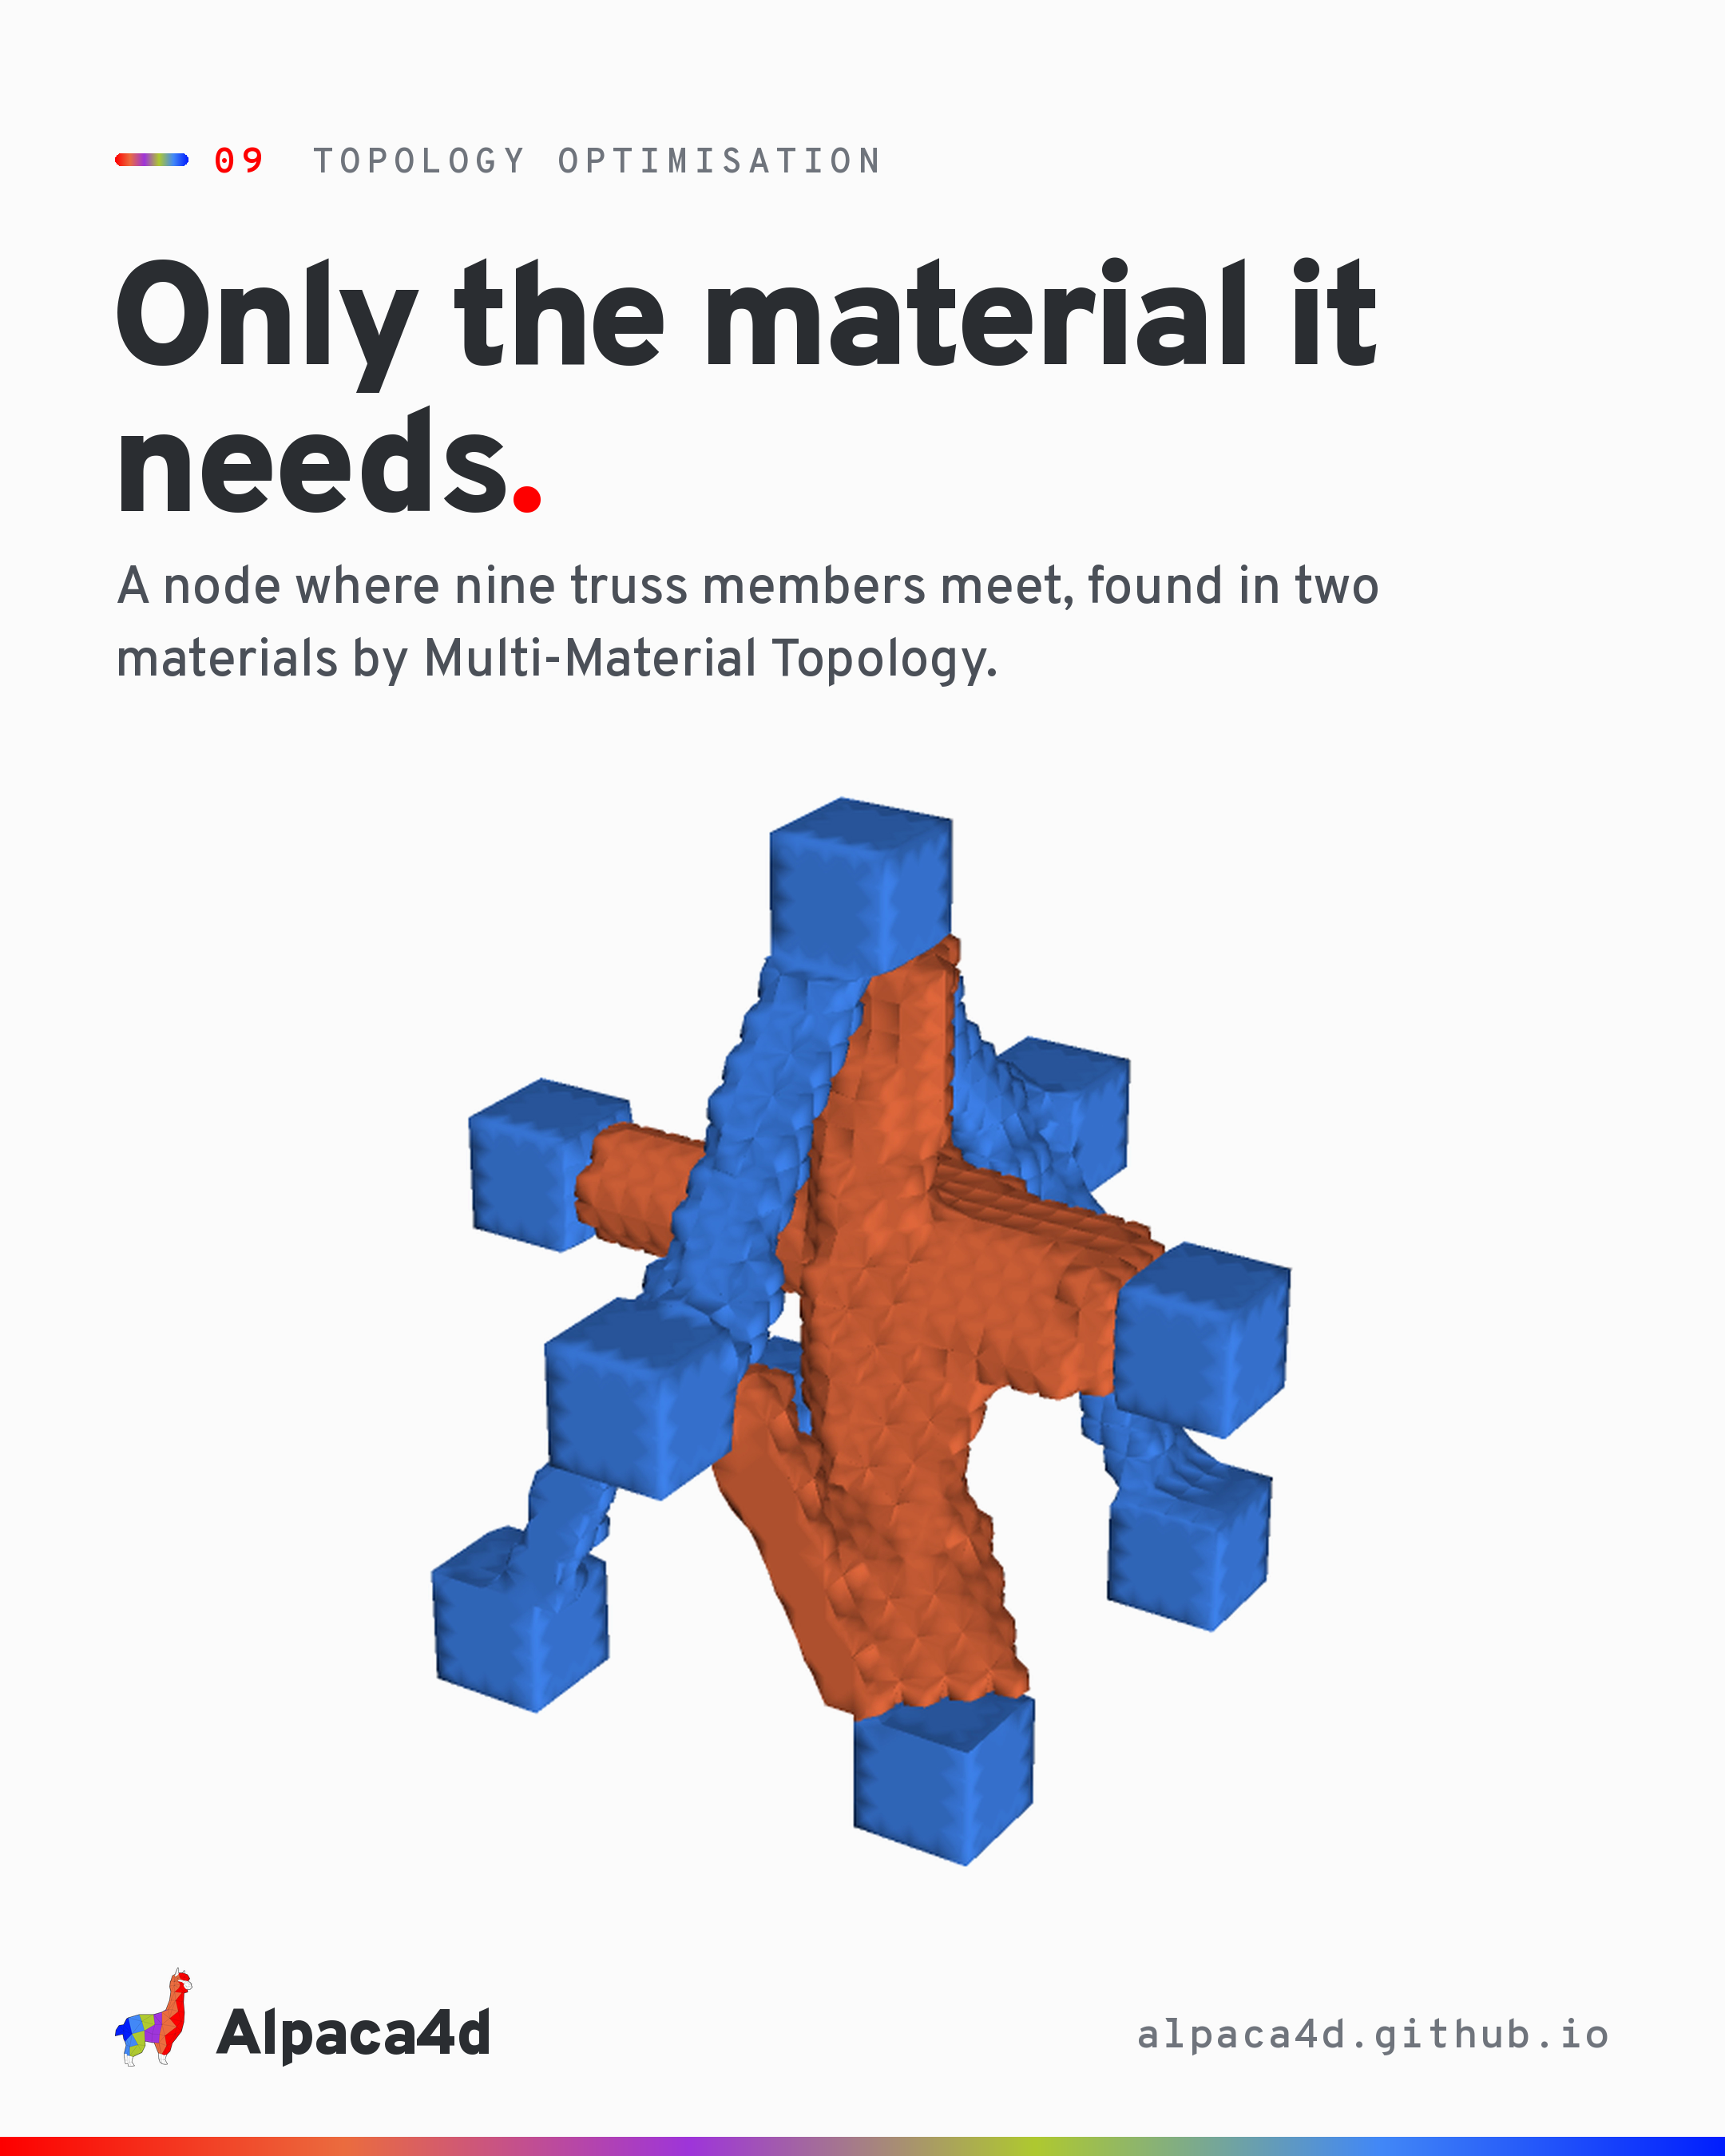 09 TOPOLOGY OPTIMISATION
Only the material it
needs.
A node where nine truss members meet, found in two
materials by Multi-Material Topology.
Alpaca4d
alpaca4d.github.io